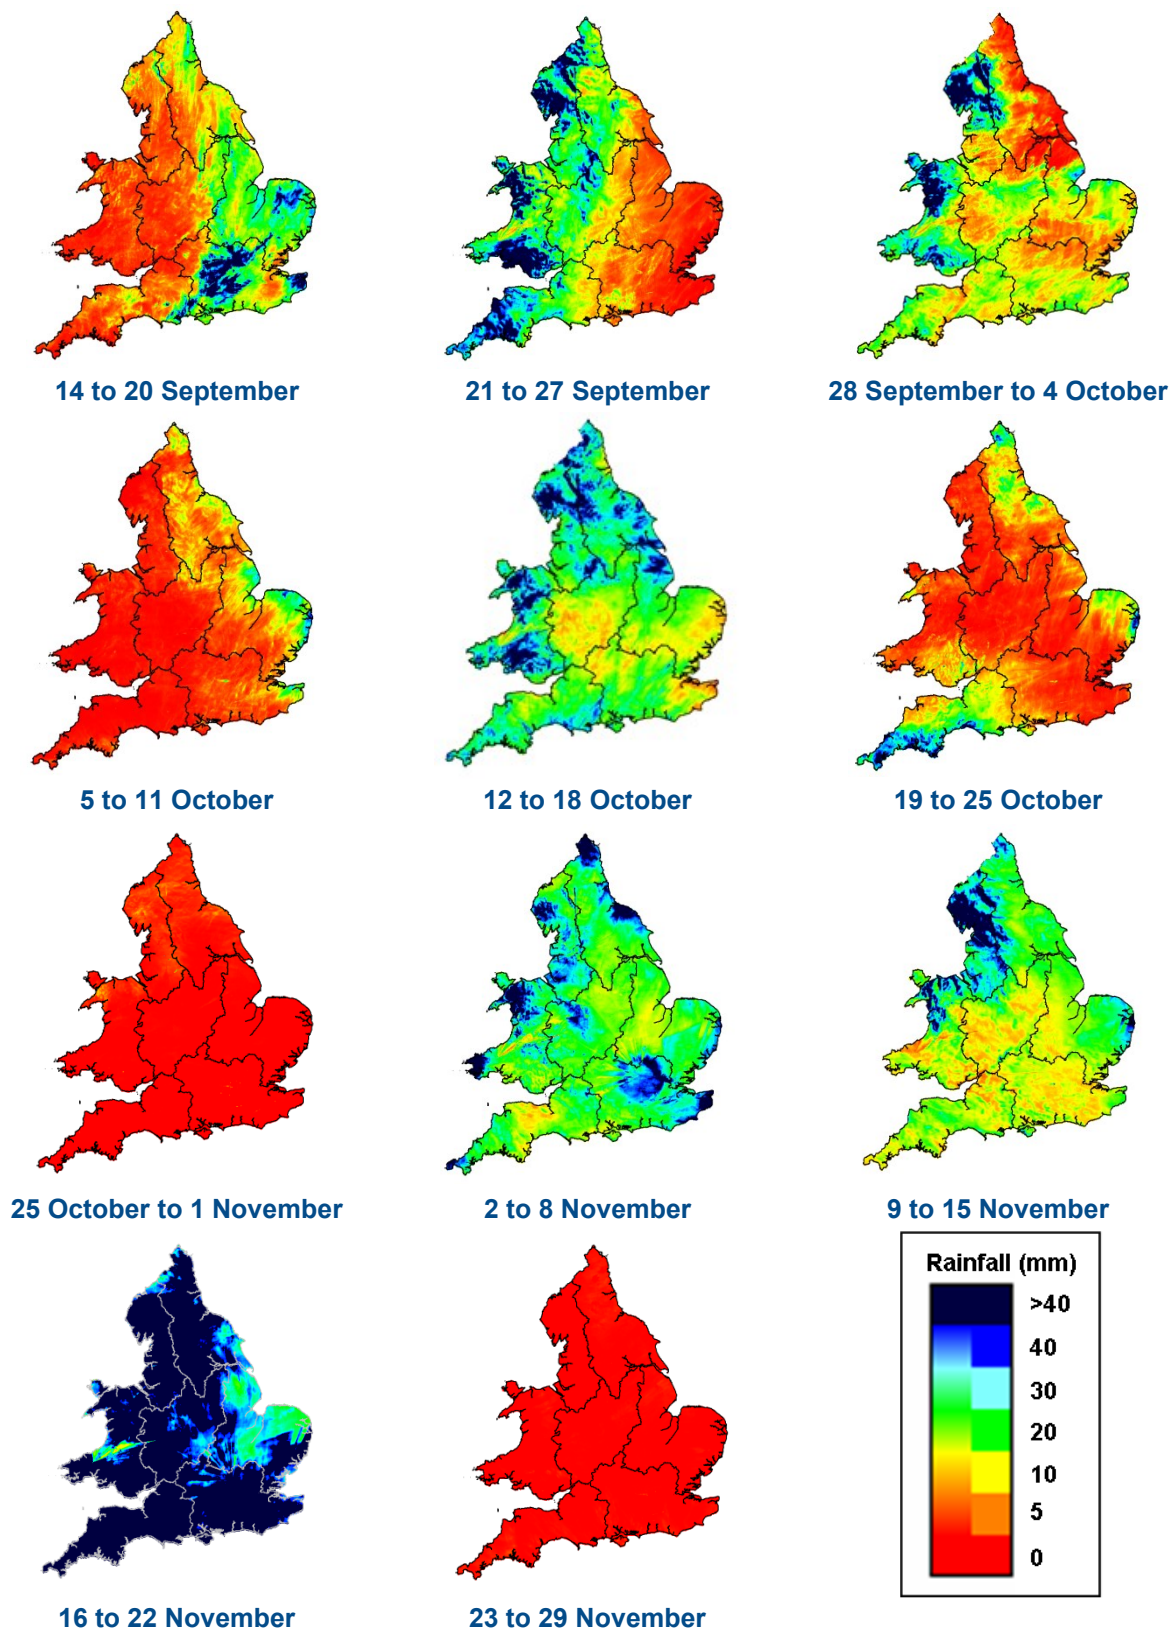 14 to 20 September
21 to 27 September
28 September to 4 October
5 to 11 October
12 to 18 October
19 to 25 October
25 October to 1 November
2 to 8 November
9 to 15 November
16 to 22 November
23 to 29 November
Rainfall (mm)
>40
40
30
20
10
5
0